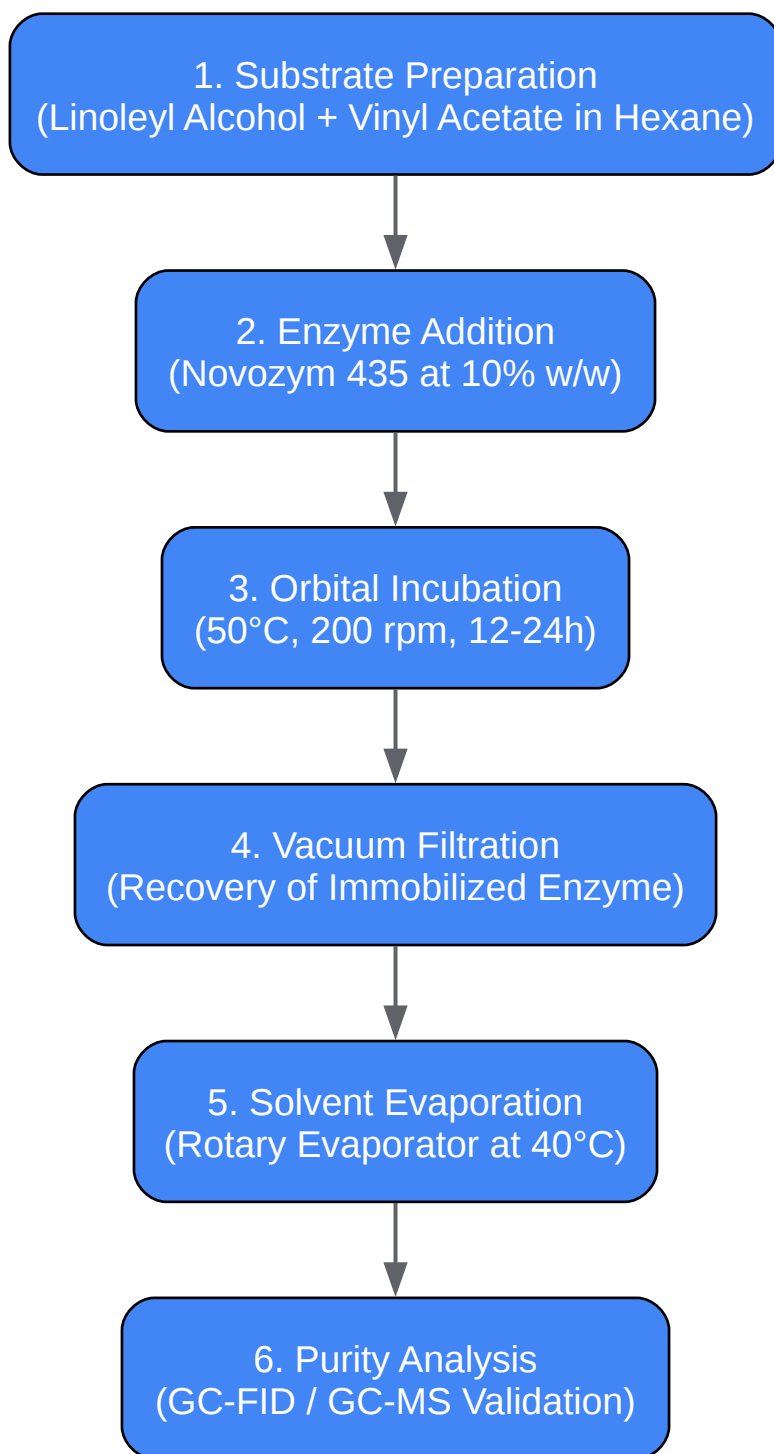 1. Substrate Preparation
(Linoleyl Alcohol + Vinyl Acetate in Hexane)
2. Enzyme Addition
(Novozym 435 at 10% w/w)
3. Orbital Incubation
(50°C, 200 rpm, 12-24h)
4. Vacuum Filtration
(Recovery of Immobilized Enzyme)
5. Solvent Evaporation
(Rotary Evaporator at 40°C)
6. Purity Analysis
(GC-FID / GC-MS Validation)